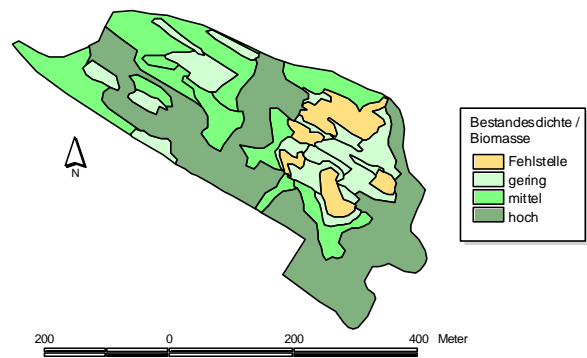 N
Bestandesdichte /
Biomasse
Fehlstelle
gering
mittel
hoch
200 0 200 400 Meter